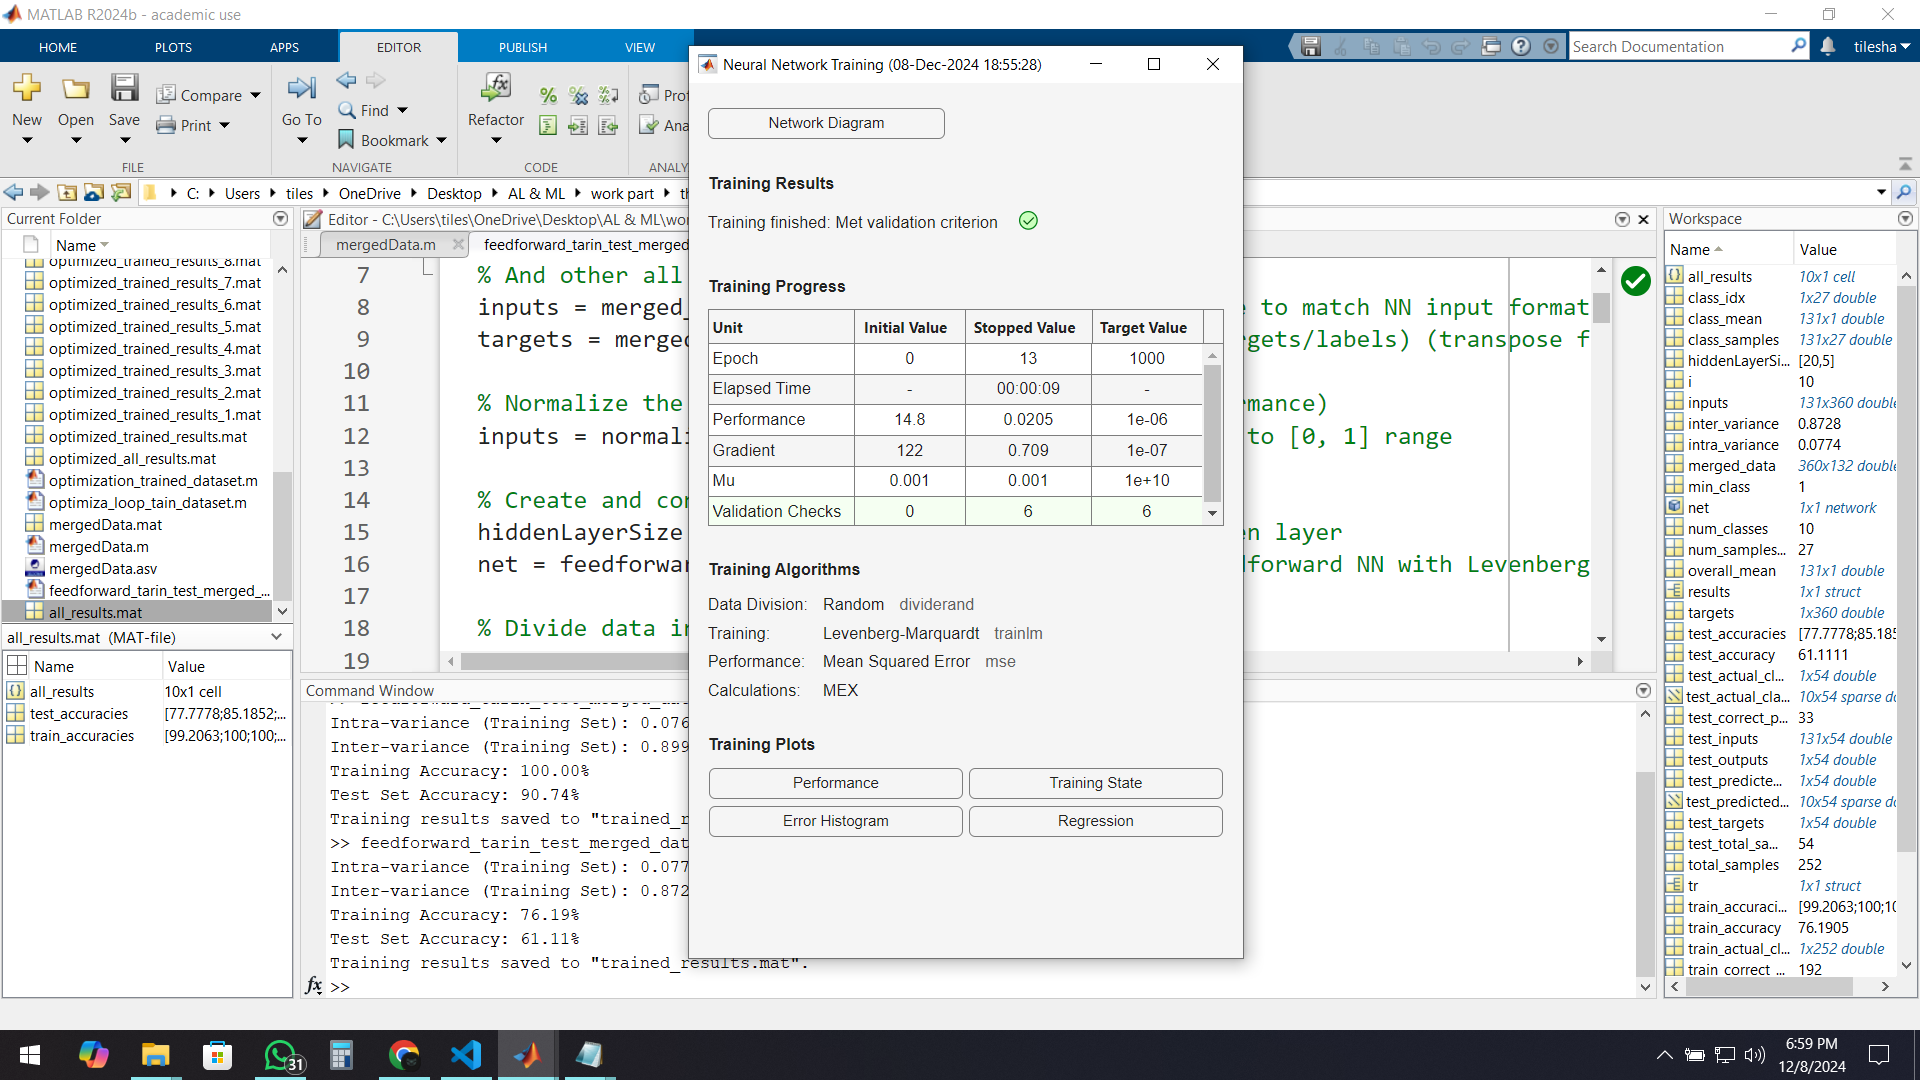 MATLAB R2024b - academic use
HOME PLOTS APPS EDITOR PUBLISH VIEW
Search Documentation
tilesha
New Open Save Compare Print Go To Find Bookmark Refactor
FILE NAVIGATE CODE
C: Users tiles OneDrive Desktop AL & ML work part
Current Folder
Name
optimized_trained_results_8.mat
optimized_trained_results_7.mat
optimized_trained_results_6.mat
optimized_trained_results_5.mat
optimized_trained_results_4.mat
optimized_trained_results_3.mat
optimized_trained_results_2.mat
optimized_trained_results_1.mat
optimized_trained_results.mat
optimized_all_results.mat
optimization_trained_dataset.m
optimiza_loop_tain_dataset.m
mergedData.mat
mergedData.m
mergedData.asv
feedforward_tarin_test_merged_...
all_results.mat
all_results.mat (MAT-file)
Name Value
all_results 10x1 cell
test_accuracies [77.7778;85.1852;...
train_accuracies [99.2063;100;100;...
Editor - C:\Users\tiles\OneDrive\Desktop\AL & ML\wor
mergedData.m feedforward_tarin_test_merged
7 % And other all
8 inputs = merged_ e to match NN input format
9 targets = merged gets/labels) (transpose f
10
11 % Normalize the rmance)
12 inputs = normali to [0, 1] range
13
14 % Create and con
15 hiddenLayerSize en layer
16 net = feedforwar forward NN with Levenberg
17
18 % Divide data in
19
Command Window
Intra-variance (Training Set): 0.076
Inter-variance (Training Set): 0.899
Training Accuracy: 100.00%
Test Set Accuracy: 90.74%
Training results saved to "trained_r
>> feedforward_tarin_test_merged_dat
Intra-variance (Training Set): 0.077
Inter-variance (Training Set): 0.872
Training Accuracy: 76.19%
Test Set Accuracy: 61.11%
Training results saved to "trained_results.mat".
fx >>
Neural Network Training (08-Dec-2024 18:55:28)
Network Diagram
Training Results
Training finished: Met validation criterion
Training Progress
Unit Initial Value Stopped Value Target Value
Epoch 0 13 1000
Elapsed Time - 00:00:09 -
Performance 14.8 0.0205 1e-06
Gradient 122 0.709 1e-07
Mu 0.001 0.001 1e+10
Validation Checks 0 6 6
Training Algorithms
Data Division: Random dividerand
Training: Levenberg-Marquardt trainlm
Performance: Mean Squared Error mse
Calculations: MEX
Training Plots
Performance Training State
Error Histogram Regression
Workspace
Name Value
all_results 10x1 cell
class_idx 1x27 double
class_mean 131x1 double
class_samples 131x27 double
hiddenLayerSi... [20,5]
i 10
inputs 131x360 double
inter_variance 0.8728
intra_variance 0.0774
merged_data 360x132 double
min_class 1
net 1x1 network
num_classes 10
num_samples... 27
overall_mean 131x1 double
results 1x1 struct
targets 1x360 double
test_accuracies [77.7778;85.185
test_accuracy 61.1111
test_actual_cl... 1x54 double
test_actual_cla... 10x54 sparse do
test_correct_p... 33
test_inputs 131x54 double
test_outputs 1x54 double
test_predicte... 1x54 double
test_predicted... 10x54 sparse do
test_targets 1x54 double
test_total_sa... 54
total_samples 252
tr 1x1 struct
train_accuraci... [99.2063;100;10
train_accuracy 76.1905
train_actual_cl... 1x252 double
train_correct_... 192
31
6:59 PM
12/8/2024